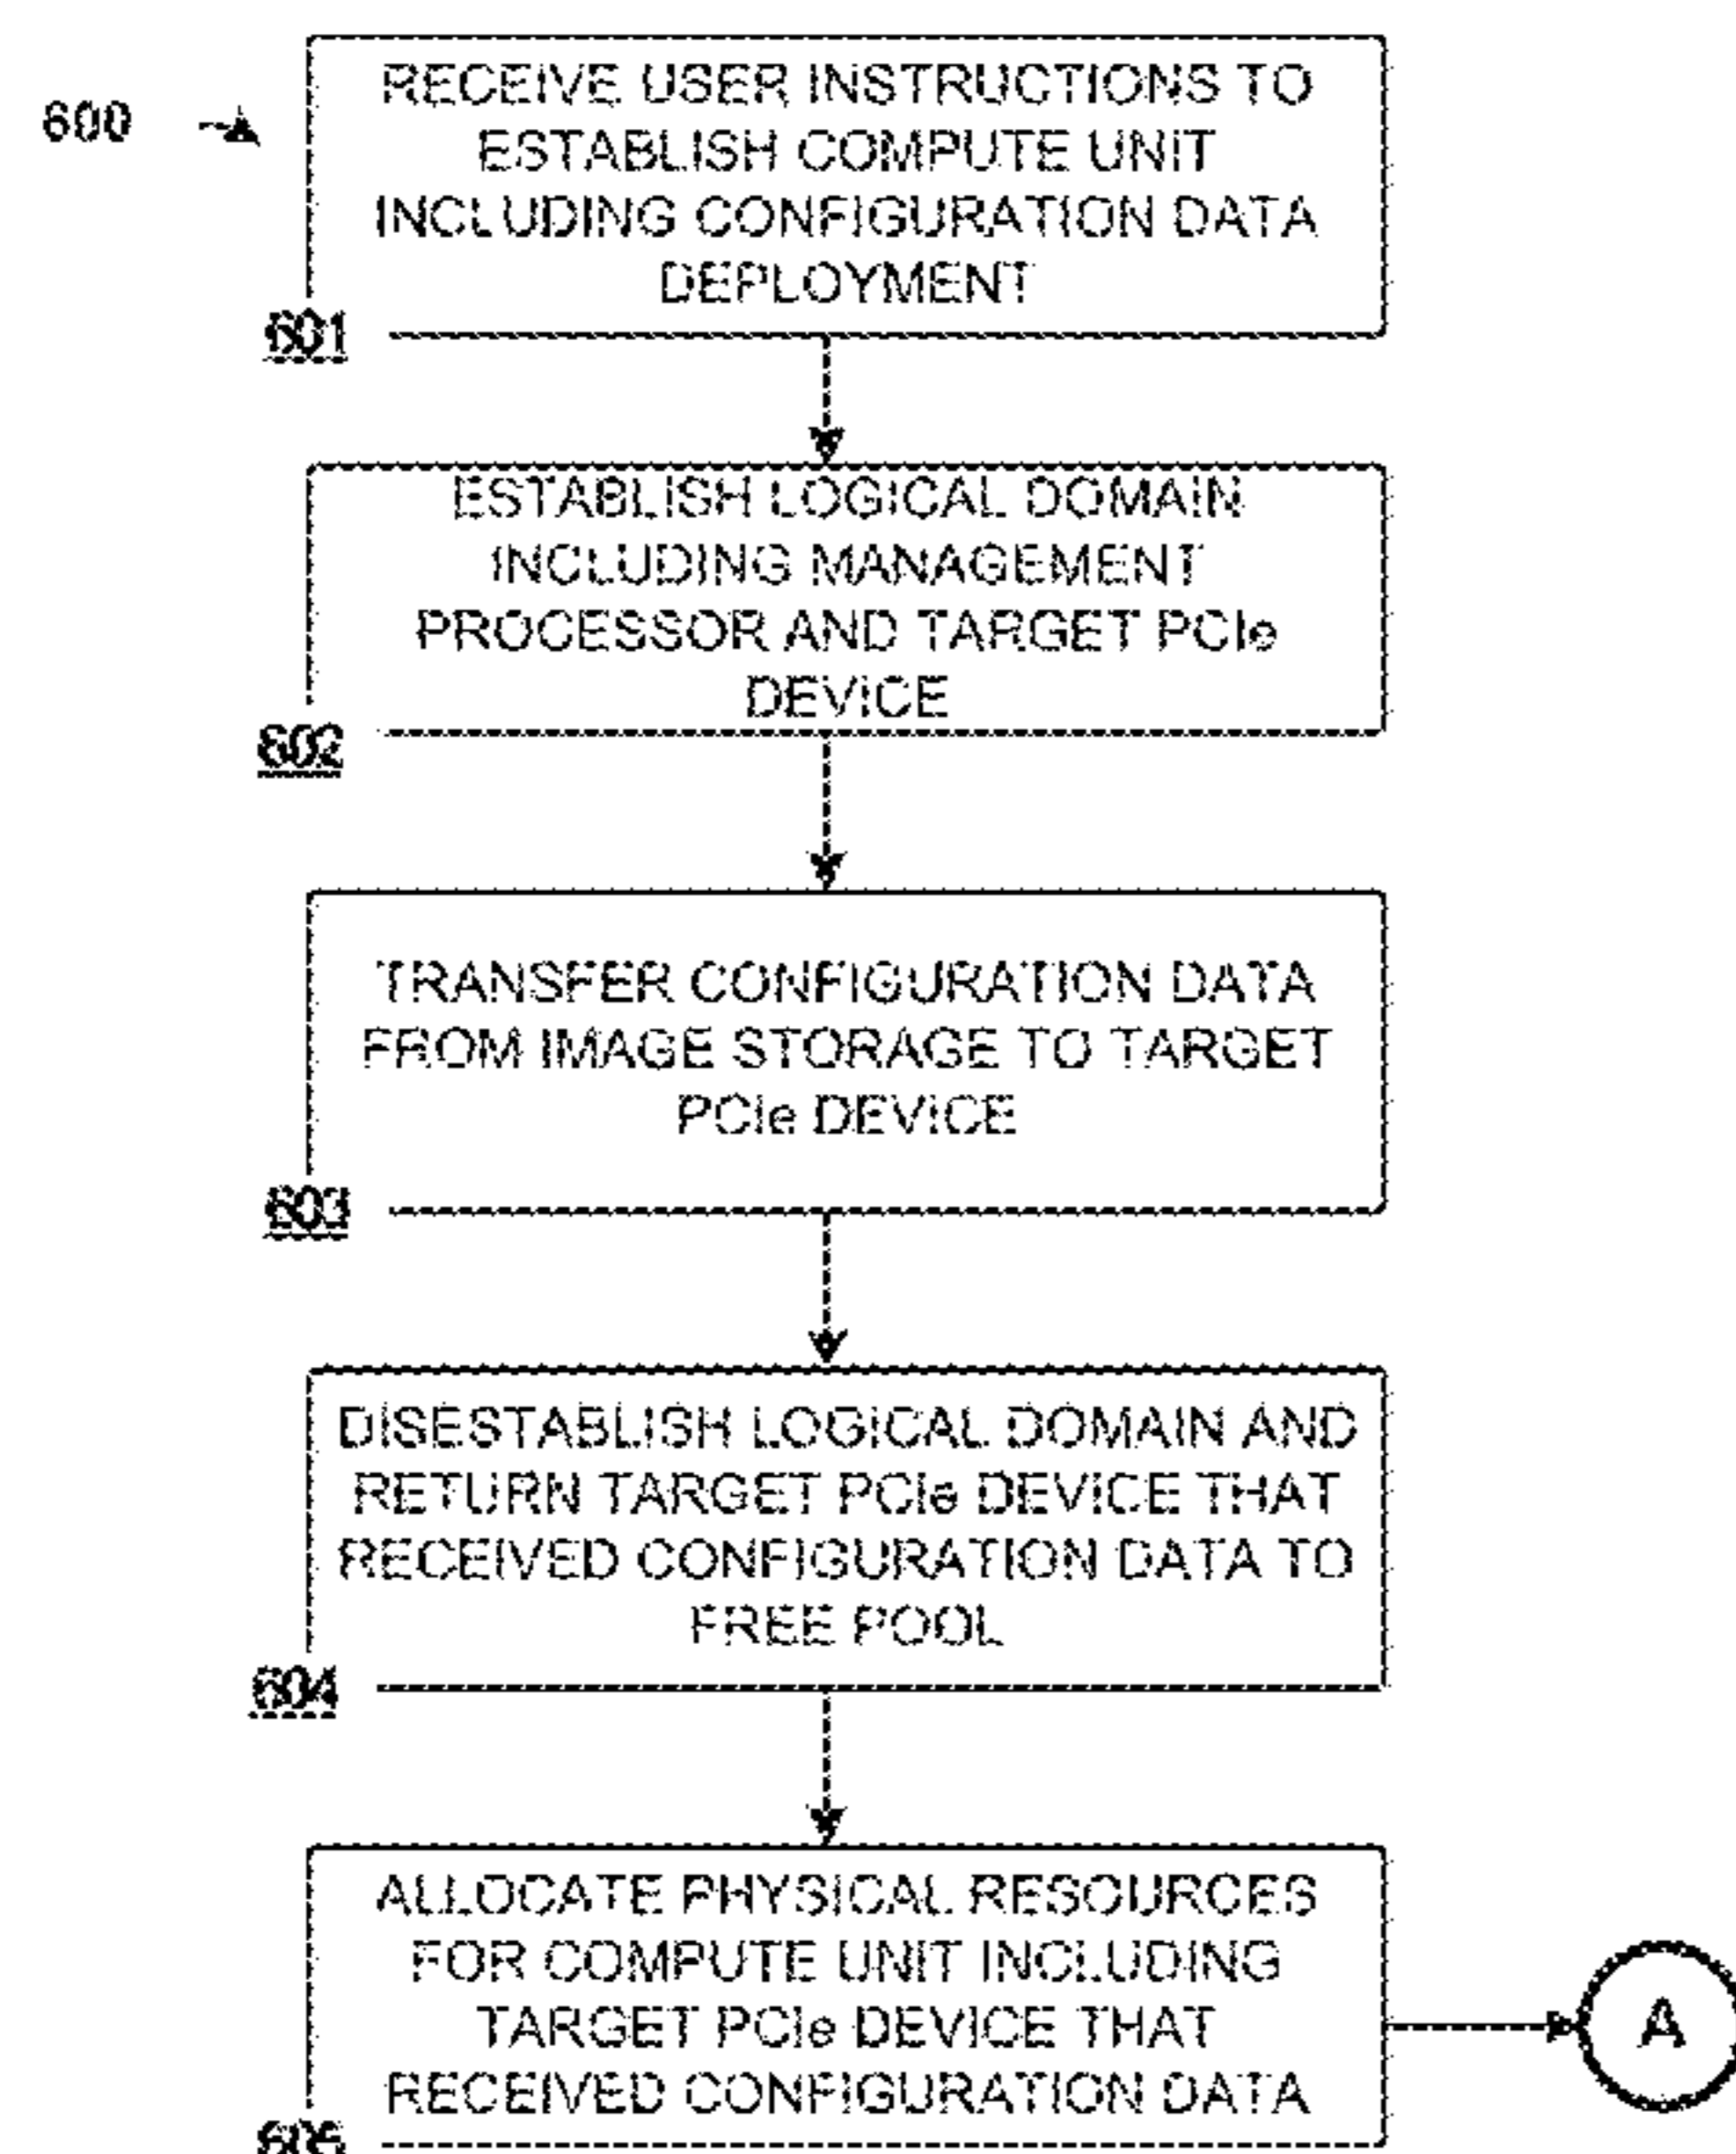 600
RECEIVE USER INSTRUCTIONS TO
ESTABLISH COMPUTE UNIT
INCLUDING CONFIGURATION DATA
DEPLOYMENT
601
ESTABLISH LOGICAL DOMAIN
INCLUDING MANAGEMENT
PROCESSOR AND TARGET PCIe
DEVICE
602
TRANSFER CONFIGURATION DATA
FROM IMAGE STORAGE TO TARGET
PCIe DEVICE
603
DISESTABLISH LOGICAL DOMAIN AND
RETURN TARGET PCIe DEVICE THAT
RECEIVED CONFIGURATION DATA TO
FREE POOL
604
ALLOCATE PHYSICAL RESOURCES
FOR COMPUTE UNIT INCLUDING
TARGET PCIe DEVICE THAT
RECEIVED CONFIGURATION DATA
A